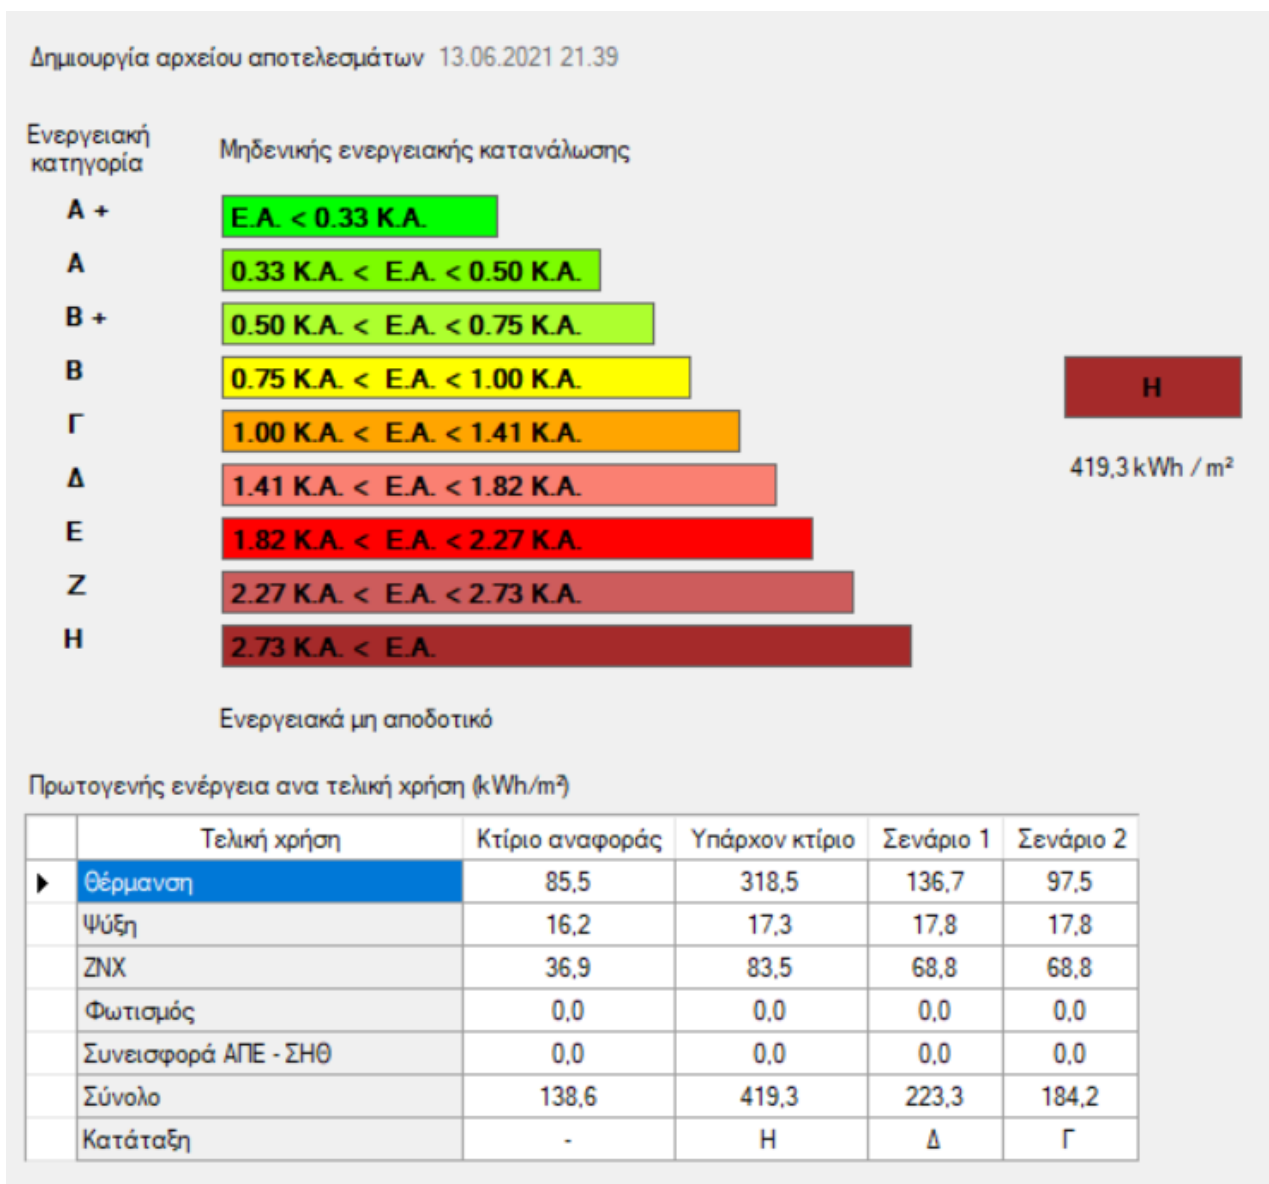 Δημιουργία αρχείου αποτελεσμάτων 13.06.2021 21.39
Ενεργειακή
κατηγορία
Μηδενικής ενεργειακής κατανάλωσης
Α + Ε.Α. < 0.33 Κ.Α.
Α 0.33 Κ.Α. < Ε.Α. < 0.50 Κ.Α.
Β + 0.50 Κ.Α. < Ε.Α. < 0.75 Κ.Α.
Β 0.75 Κ.Α. < Ε.Α. < 1.00 Κ.Α.
Η
Γ 1.00 Κ.Α. < Ε.Α. < 1.41 Κ.Α.
419,3 kWh / m²
Δ 1.41 Κ.Α. < Ε.Α. < 1.82 Κ.Α.
Ε 1.82 Κ.Α. < Ε.Α. < 2.27 Κ.Α.
Ζ 2.27 Κ.Α. < Ε.Α. < 2.73 Κ.Α.
Η 2.73 Κ.Α. < Ε.Α.
Ενεργειακά μη αποδοτικό
Πρωτογενής ενέργεια ανα τελική χρήση (kWh/m²)
Τελική χρήση Κτίριο αναφοράς Υπάρχον κτίριο Σενάριο 1 Σενάριο 2
Θέρμανση 85,5 318,5 136,7 97,5
Ψύξη 16,2 17,3 17,8 17,8
ΖΝΧ 36,9 83,5 68,8 68,8
Φωτισμός 0,0 0,0 0,0 0,0
Συνεισφορά ΑΠΕ - ΣΗΘ 0,0 0,0 0,0 0,0
Σύνολο 138,6 419,3 223,3 184,2
Κατάταξη - Η Δ Γ